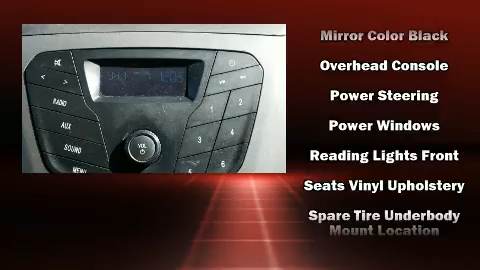 Mirror Color Black
Overhead Console
Power Steering
Power Windows
Reading Lights Front
Seats Vinyl Upholstery
Spare Tire Underbody
Mount Location
RADIO
AUX
SOUND
MENU
VOL
1
2
3
4
5
6